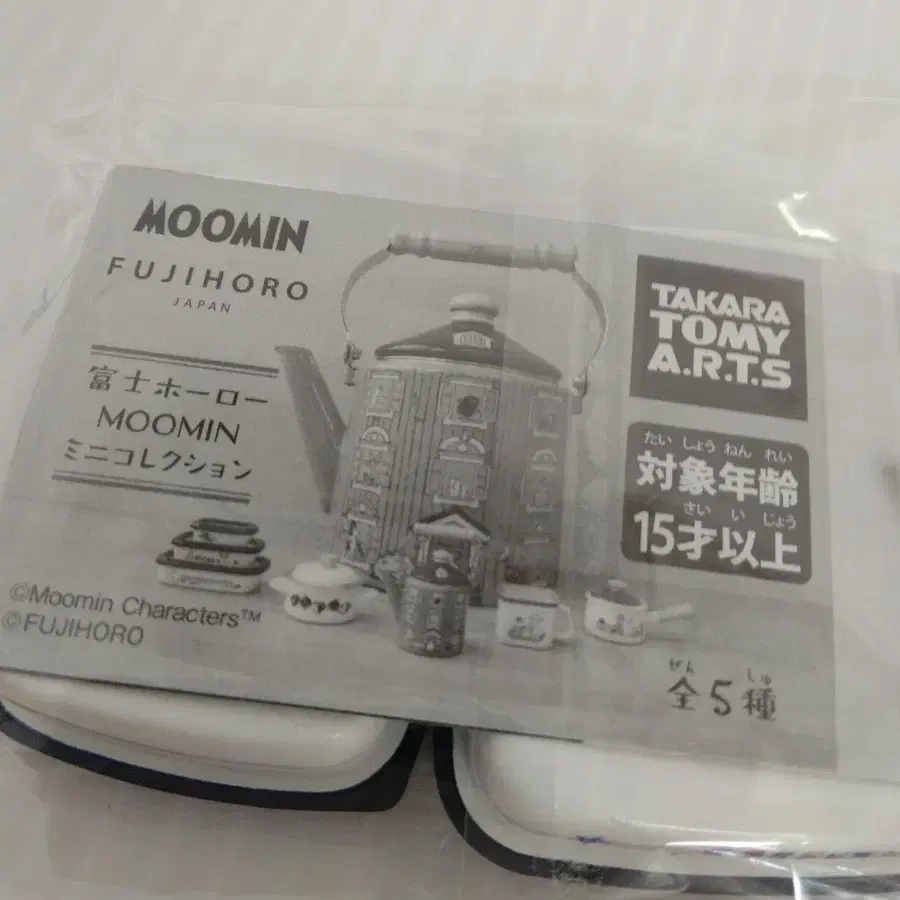 MOOMIN
FUJIHORO
JAPAN
富士ホーロー
MOOMIN
ミニコレクション
©Moomin Characters™
©FUJIHORO
TAKARA
TOMY
A.R.T.S
たい しょう ねん れい
対象年齢
さい い じょう
15才以上
ぜん しゅ
全5種